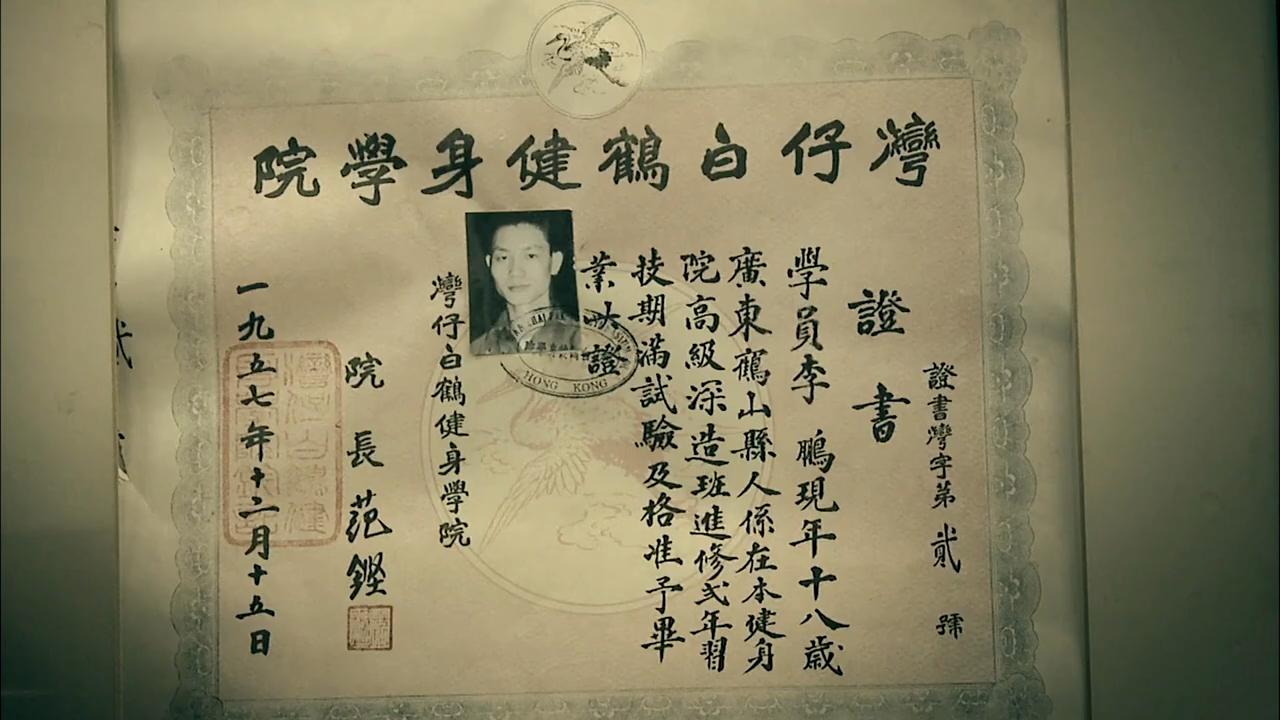 灣仔白鶴健身學院
證書灣字第貳號
證書
學員李鵬現年十八歲
廣東鶴山縣人係在本健身
院高級深造班進修弍年習
技期滿試驗及格准予畢
業
證
灣仔白鶴健身學院
院長范鏗
一九五七年十二月十五日
HONG KONG